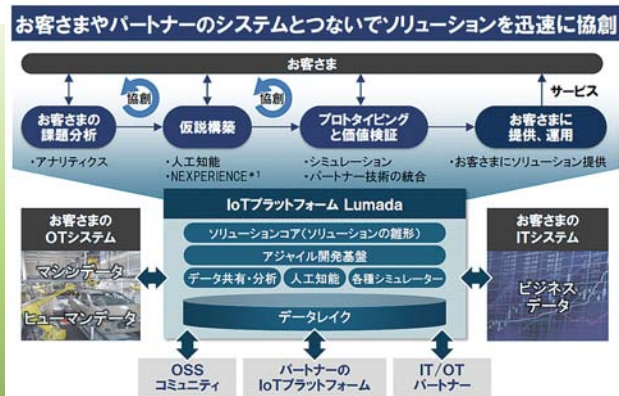 お客さまやパートナーのシステムとつないでソリューションを迅速に協創
お客さま
協創
協創
サービス
お客さまの
課題分析
仮説構築
プロトタイピング
と価値検証
お客さまに
提供、運用
・アナリティクス
・人工知能
・NEXPERIENCE*1
・シミュレーション
・パートナー技術の統合
・お客さまにソリューション提供
IoTプラットフォーム Lumada
ソリューションコア(ソリューションの雛形)
アジャイル開発基盤
データ共有・分析
人工知能
各種シミュレーター
データレイク
お客さまの
OTシステム
マシンデータ
ヒューマンデータ
お客さまの
ITシステム
ビジネス
データ
OSS
コミュニティ
パートナーの
IoTプラットフォーム
IT/OT
パートナー